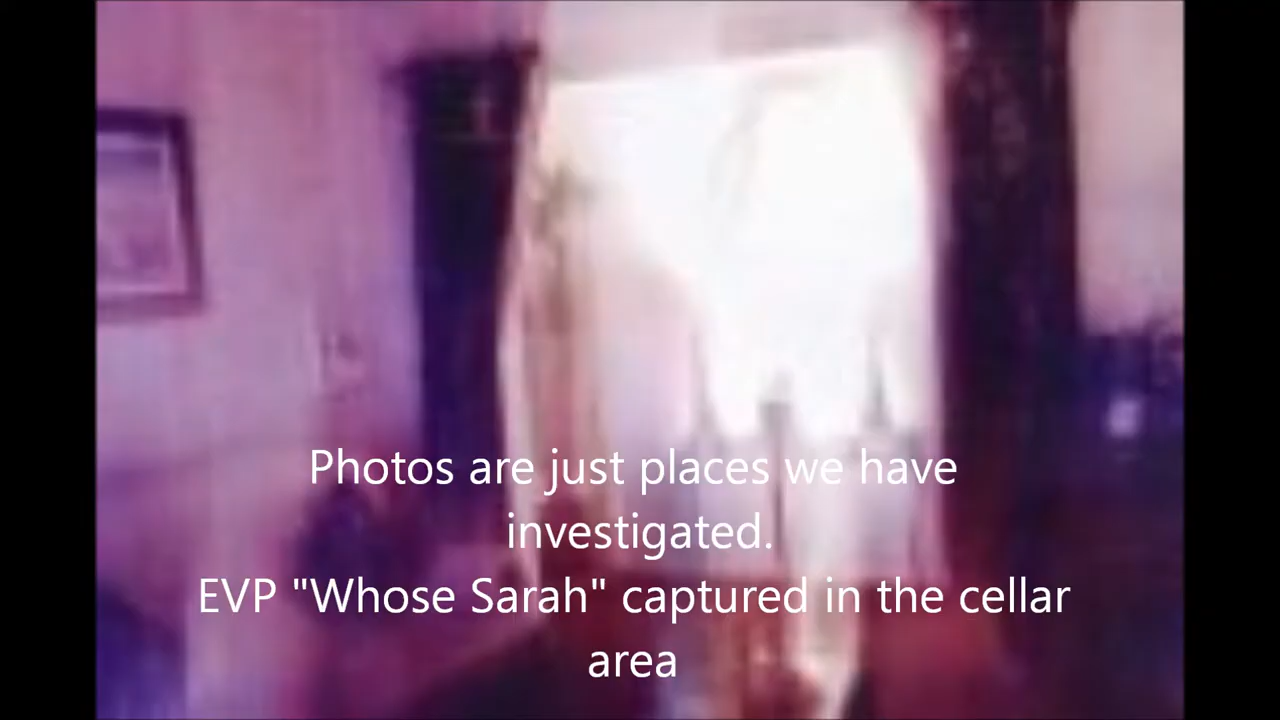 Photos are just places we have
investigated.
EVP "Whose Sarah" captured in the cellar
area